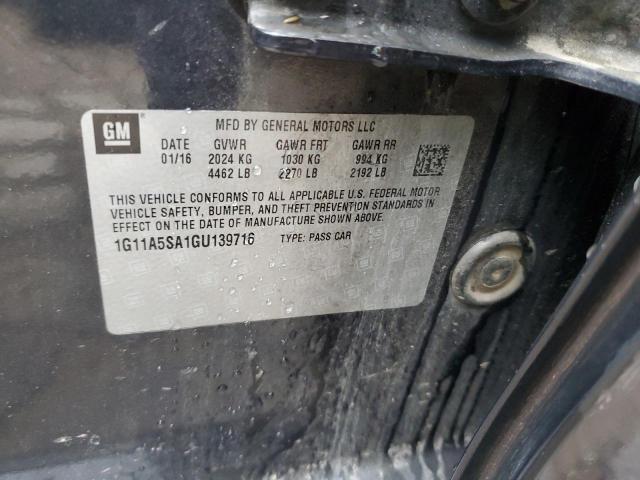 GM
MFD BY GENERAL MOTORS LLC
DATE GVWR GAWR FRT GAWR RR
01/16 2024 KG 1030 KG 994 KG
4462 LB 2270 LB 2192 LB
THIS VEHICLE CONFORMS TO ALL APPLICABLE U.S. FEDERAL MOTOR
VEHICLE SAFETY, BUMPER, AND THEFT PREVENTION STANDARDS IN
EFFECT ON THE DATE OF MANUFACTURE SHOWN ABOVE.
1G11A5SA1GU139716 TYPE: PASS CAR